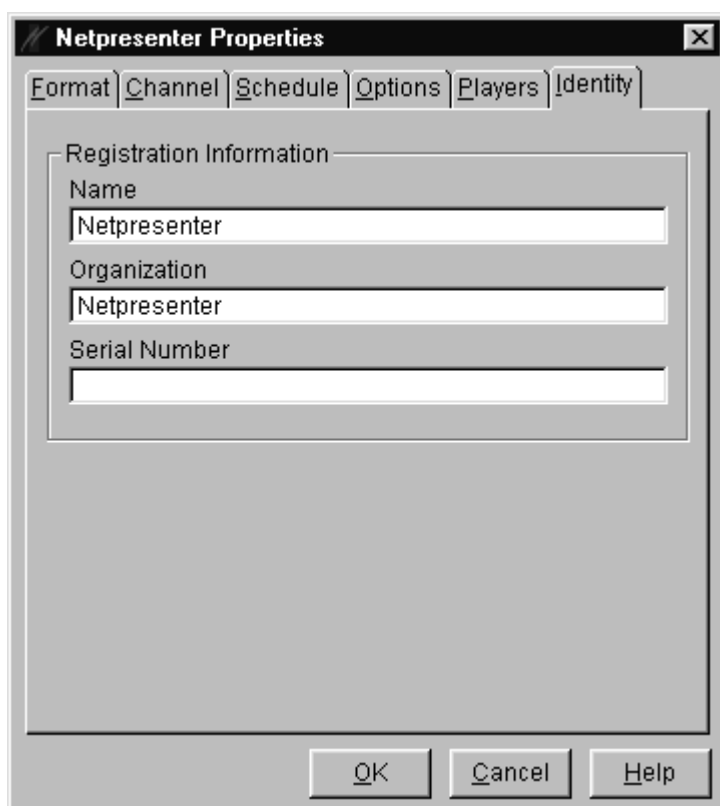 Netpresenter Properties
Format Channel Schedule Options Players Identity
Registration Information
Name
Netpresenter
Organization
Netpresenter
Serial Number
OK Cancel Help